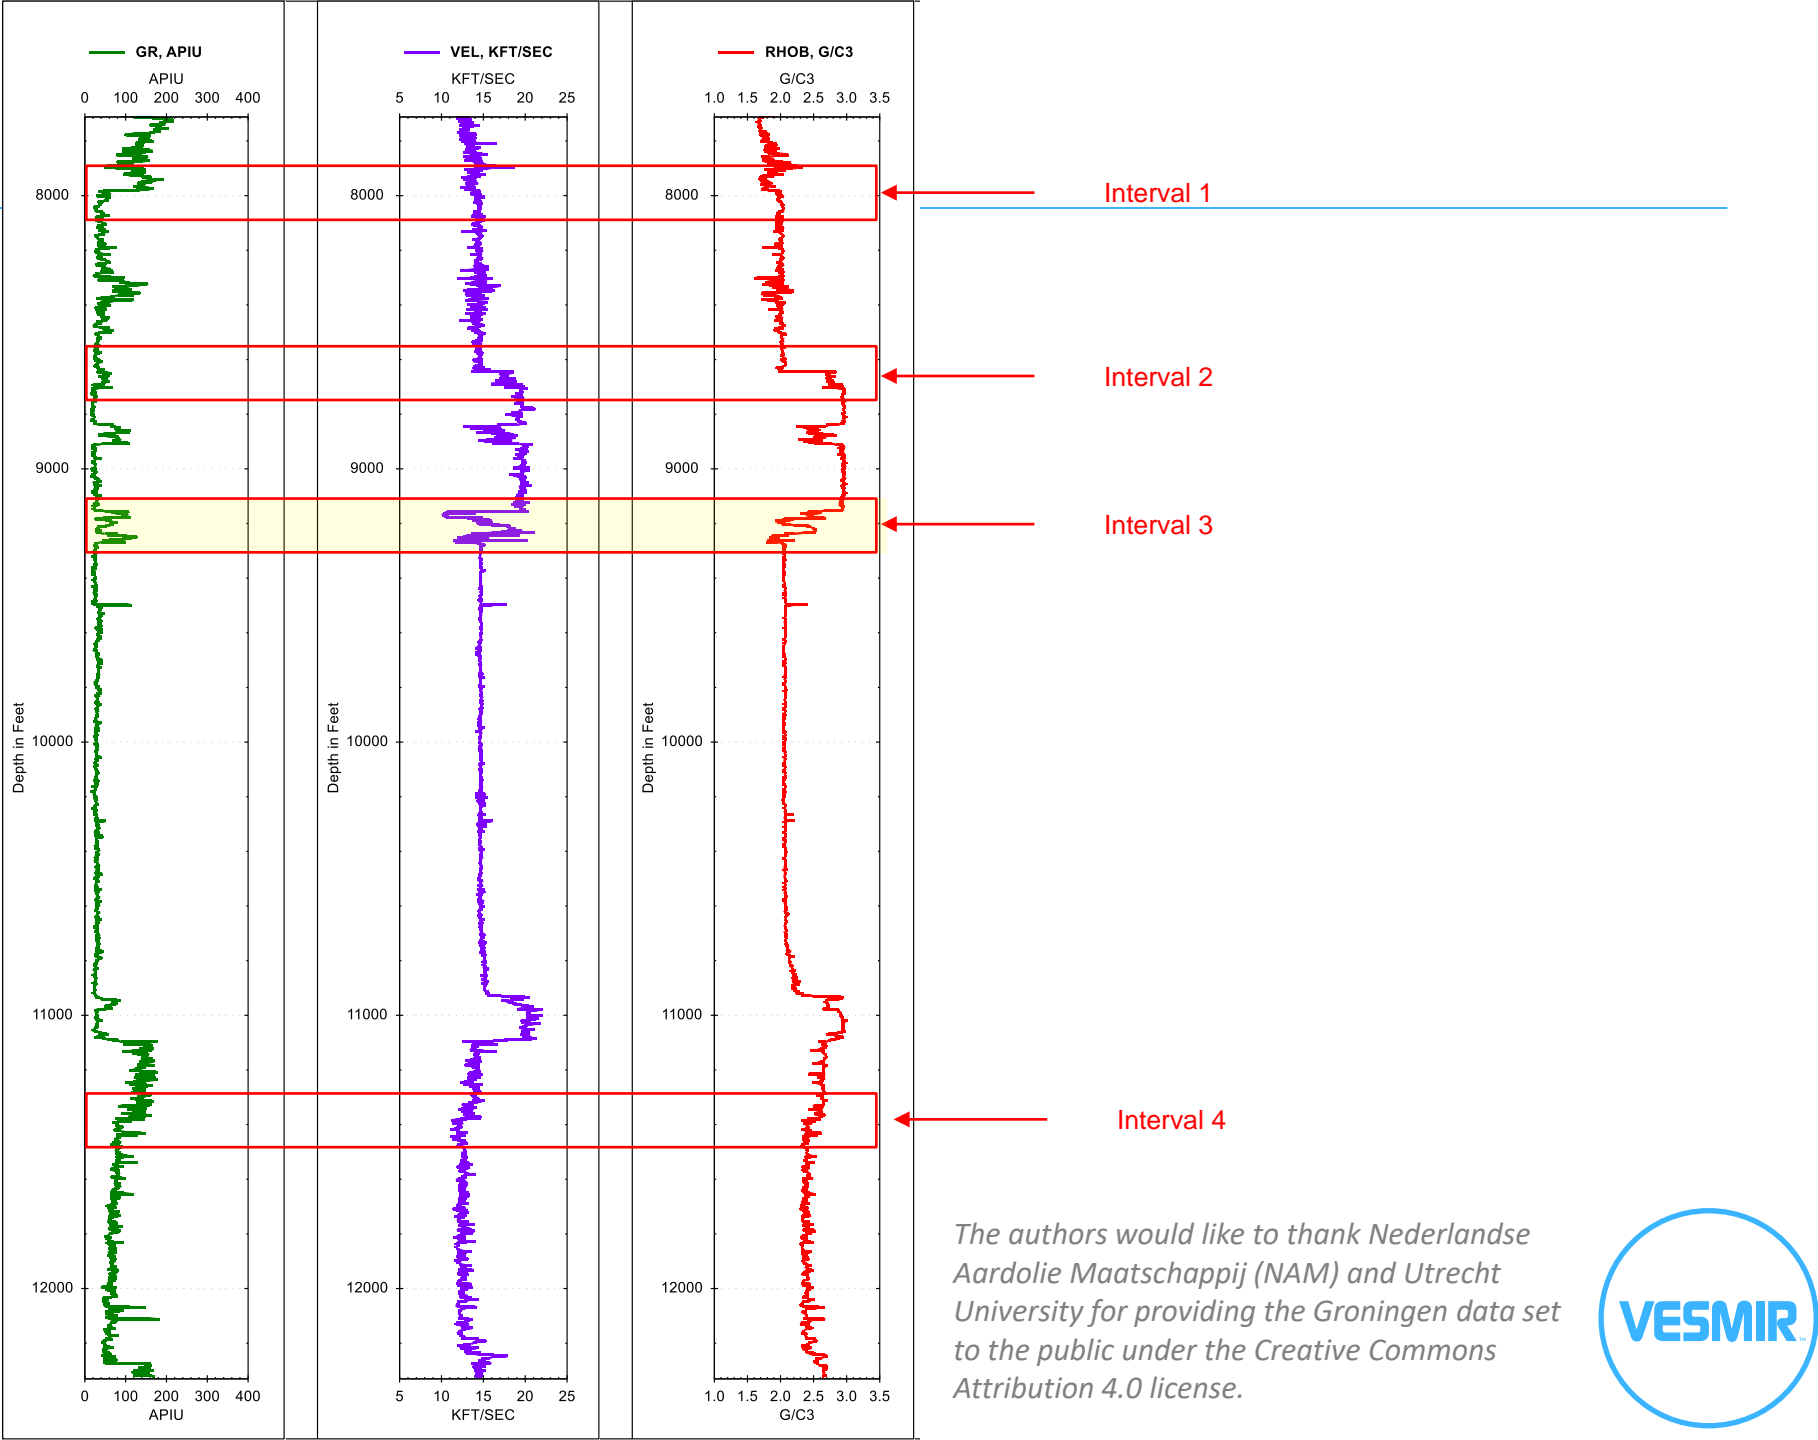 GR, APIU
APIU
0 100 200 300 400
8000
9000
10000
11000
12000
Depth in Feet
0 100 200 300 400
APIU
VEL, KFT/SEC
KFT/SEC
5 10 15 20 25
8000
9000
10000
11000
12000
Depth in Feet
5 10 15 20 25
KFT/SEC
RHOB, G/C3
G/C3
1.0 1.5 2.0 2.5 3.0 3.5
8000
9000
10000
11000
12000
Depth in Feet
1.0 1.5 2.0 2.5 3.0 3.5
G/C3
Interval 1
Interval 2
Interval 3
Interval 4
The authors would like to thank Nederlandse
Aardolie Maatschappij (NAM) and Utrecht
University for providing the Groningen data set
to the public under the Creative Commons
Attribution 4.0 license.
VESMIR